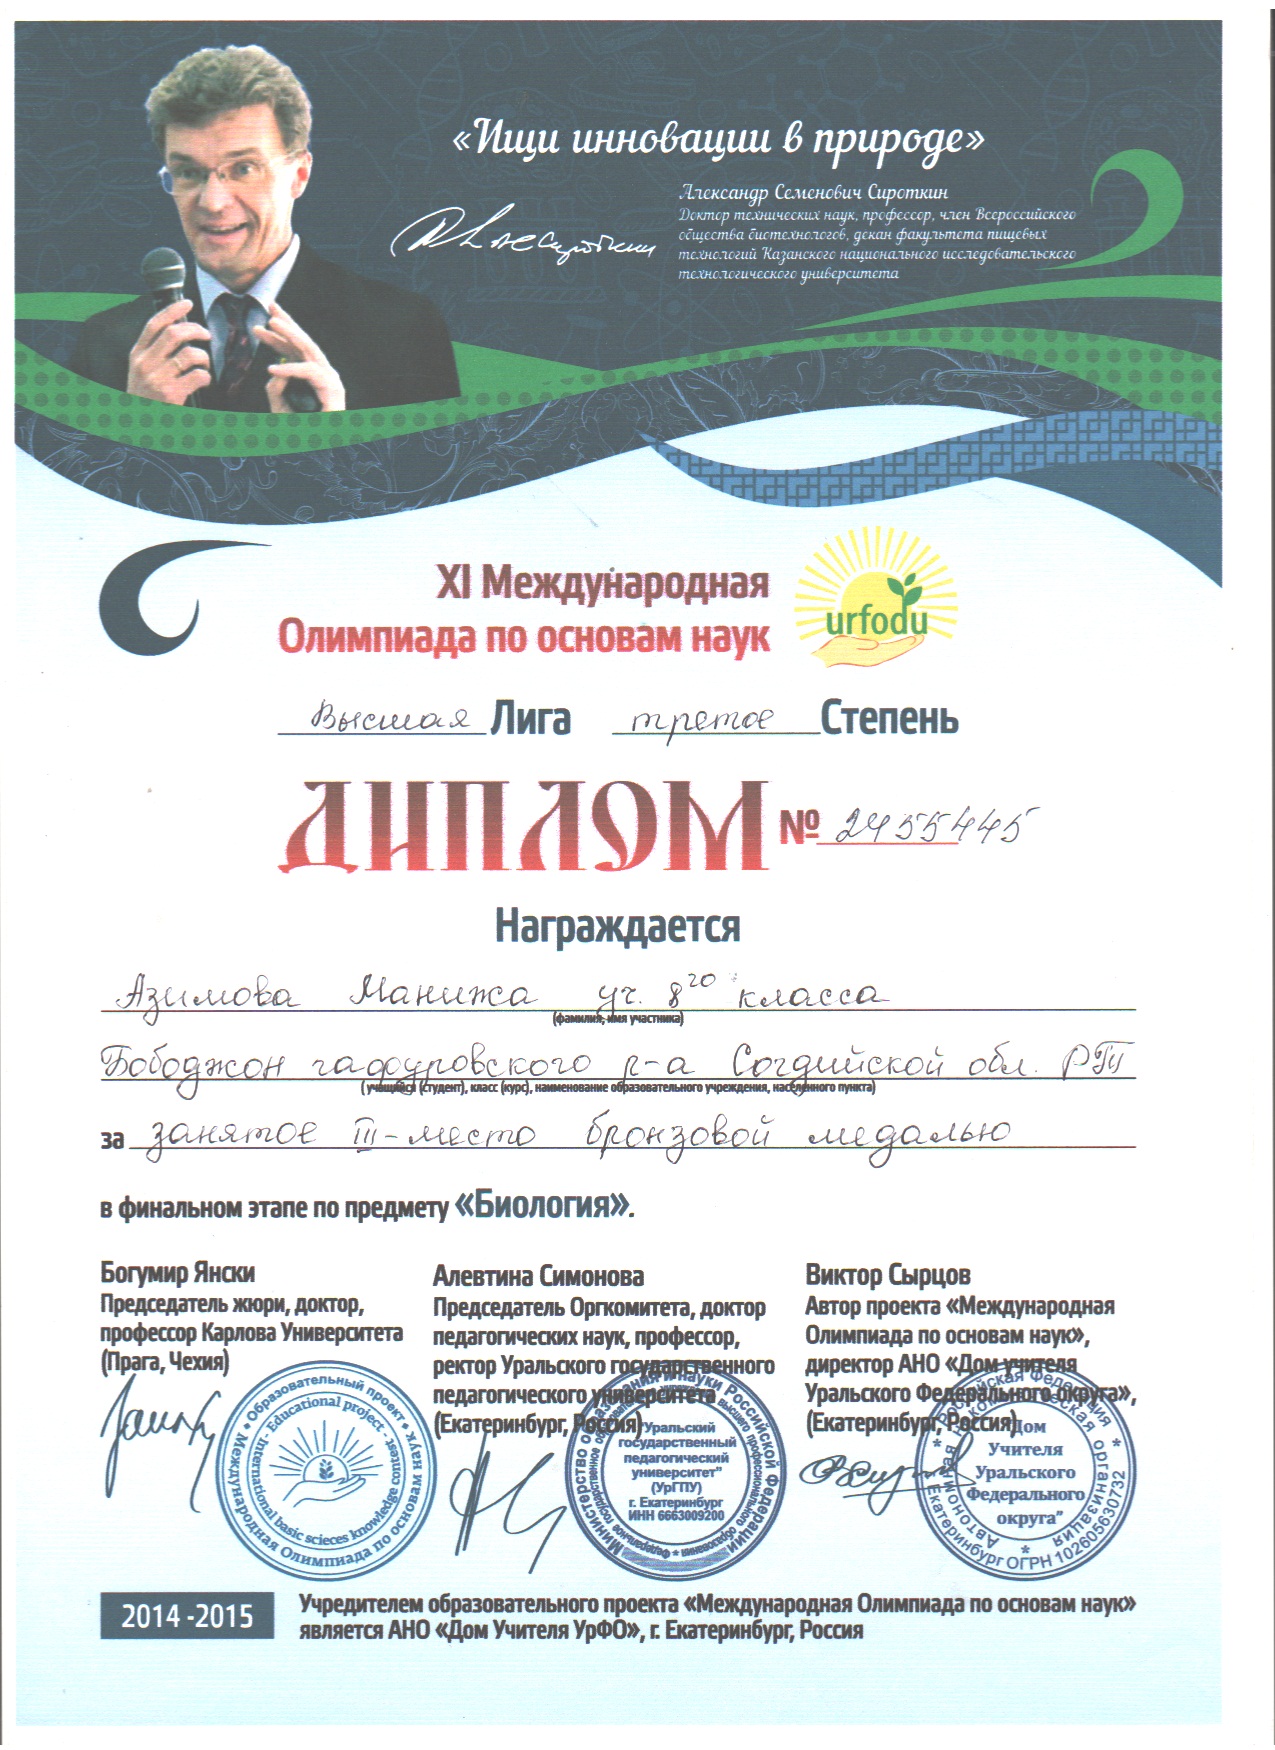 «Ищи инновации в природе»
Александр Семенович Сироткин
Доктор технических наук, профессор, член Всероссийского
общества биотехнологов, декан факультета пищевых
технологий Казанского национального исследовательского
технологического университета
XI Международная
Олимпиада по основам наук
urfodu
Высшая Лига третое Степень
ДИПЛОМ № 2455445
Награждается
Азимова Манижа уч. 8го класса
(фамилия, имя участника)
Бободжон гафуровского р-а Согдийской обл. РТ
(учащийся (студент), класс (курс), наименование образовательного учреждения, населённого пункта)
за занятое III-место бронзовой медалью
в финальном этапе по предмету «Биология».
Богумир Янски
Председатель жюри, доктор,
профессор Карлова Университета
(Прага, Чехия)
Алевтина Симонова
Председатель Оргкомитета, доктор
педагогических наук, профессор,
ректор Уральского государственного
педагогического университета
(Екатеринбург, Россия)
Виктор Сырцов
Автор проекта «Международная
Олимпиада по основам наук»,
директор АНО «Дом учителя
Уральского Федерального округа»,
(Екатеринбург, Россия)
Образовательный проект • Международная Олимпиада по основам наук •
Educational project - International basic scieces knowledge contest
"Уральский
государственный
педагогический
университет"
(УрГПУ)
г. Екатеринбург
ИНН 6663009200
Министерство образования и науки Российской Федерации
Дом
Учителя
Уральского
Федерального
округа"
Российская Федерация * Екатеринбург ОГРН 102605630732
2014 -2015
Учредителем образовательного проекта «Международная Олимпиада по основам наук»
является АНО «Дом Учителя УрФО», г. Екатеринбург, Россия